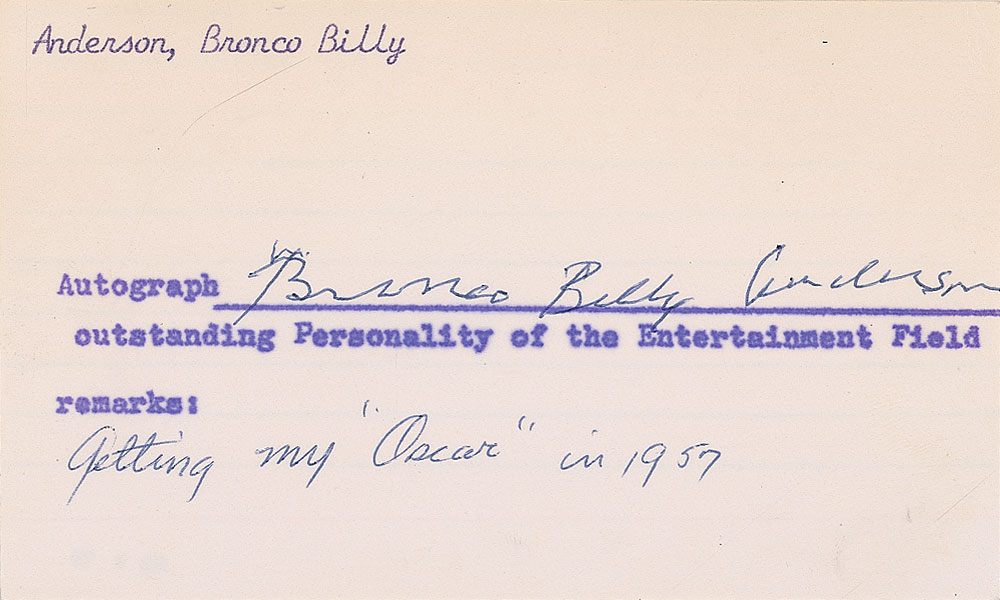 Anderson, Bronco Billy
Autograph Bronco Billy Anderson
outstanding Personality of the Entertainment Field
remarks:
Getting my "Oscar" in 1957